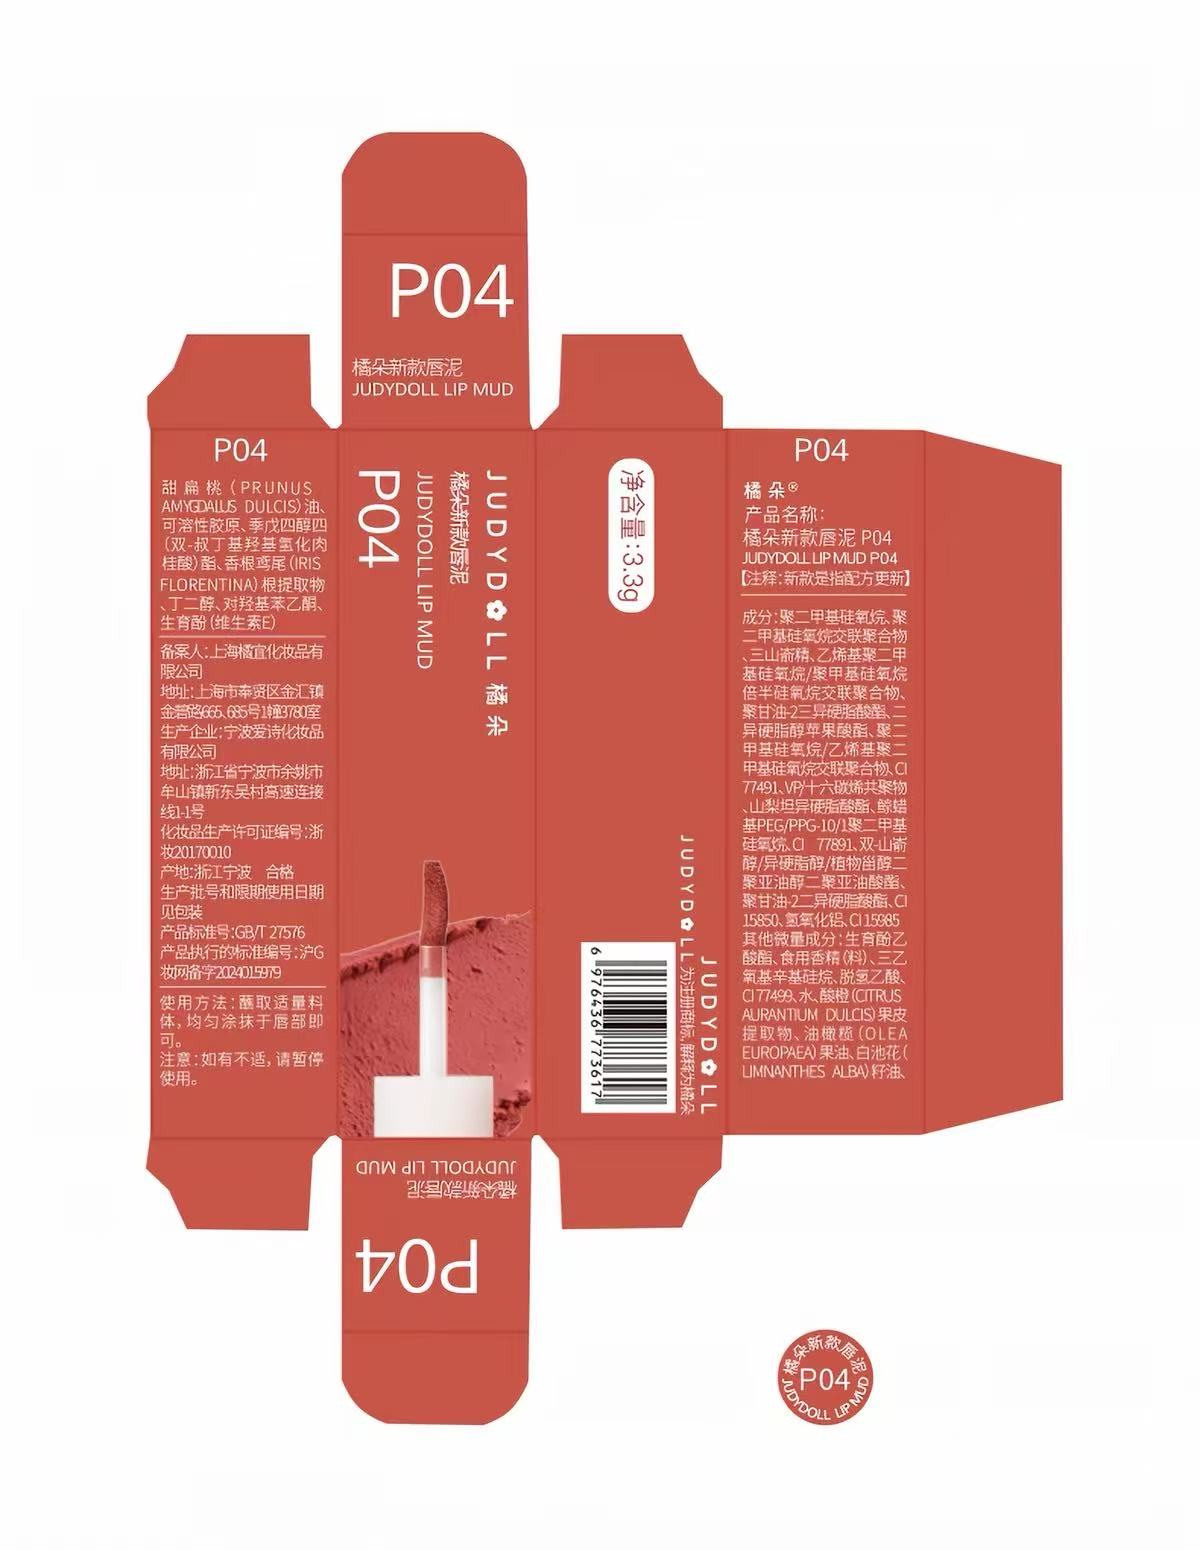 P04
橘朵新款唇泥
JUDYDOLL LIP MUD
P04
甜扁桃(PRUNUS
AMYGDALUS DULCIS)油、
可溶性胶原、季戊四醇四
(双-叔丁基羟基氢化肉
桂酸)酯、香根鸢尾(IRIS
FLORENTINA)根提取物
、丁二醇、对羟基苯乙酮、
生育酚(维生素E)
备案人:上海橘宜化妆品有
限公司
地址:上海市奉贤区金汇镇
金碧路665、685号1幢3780室
生产企业:宁波爱诗化妆品
有限公司
地址:浙江省宁波市余姚市
牟山镇新东吴村高速连接
线1-1号
化妆品生产许可证编号:浙
妆20170010
产地:浙江宁波 合格
生产批号和限期使用日期
见包装
产品标准号:GB/T 27576
产品执行的标准编号:沪G
妆网备字2024015979
使用方法:蘸取适量料
体,均匀涂抹于唇部即
可。
注意:如有不适,请暂停
使用。
JUDYDOLL 橘朵
橘朵新款唇泥
JUDYDOLL LIP MUD
P04
净含量:3.3g
JUDYDOLL
JUDYDOLL为注册商标,解释为橘朵
6 976436 773617
P04
橘朵®
产品名称:
橘朵新款唇泥 P04
JUDYDOLL LIP MUD P04
【注释:新款是指配方更新】
成分:聚二甲基硅氧烷、聚
二甲基硅氧烷交联聚合物
、三山嵛精、乙烯基聚二甲
基硅氧烷/聚甲基硅氧烷
倍半硅氧烷交联聚合物、
聚甘油-2三异硬脂酸酯、二
异硬脂醇苹果酸酯、聚二
甲基硅氧烷/乙烯基聚二
甲基硅氧烷交联聚合物、CI
77491、VP/十六碳烯共聚物
、山梨坦异硬脂酸酯、鲸蜡
基PEG/PPG-10/1聚二甲基
硅氧烷、CI 77891、双-山嵛
醇/异硬脂醇/植物甾醇二
聚亚油醇二聚亚油酸酯、
聚甘油-2二异硬脂酸酯、CI
15850、氢氧化铝、CI 15985
其他微量成分:生育酚乙
酸酯、食用香精(料)、三乙
氧基辛基硅烷、脱氢乙酸、
CI 77499、水、酸橙(CITRUS
AURANTIUM DULCIS)果皮
提取物、油橄榄(OLEA
EUROPAEA)果油、白池花(
LIMNANTHES ALBA)籽油、
JUDYDOLL LIP MUD
橘朵新款唇泥
P04
橘朵新款唇泥
P04
JUDYDOLL LIP MUD